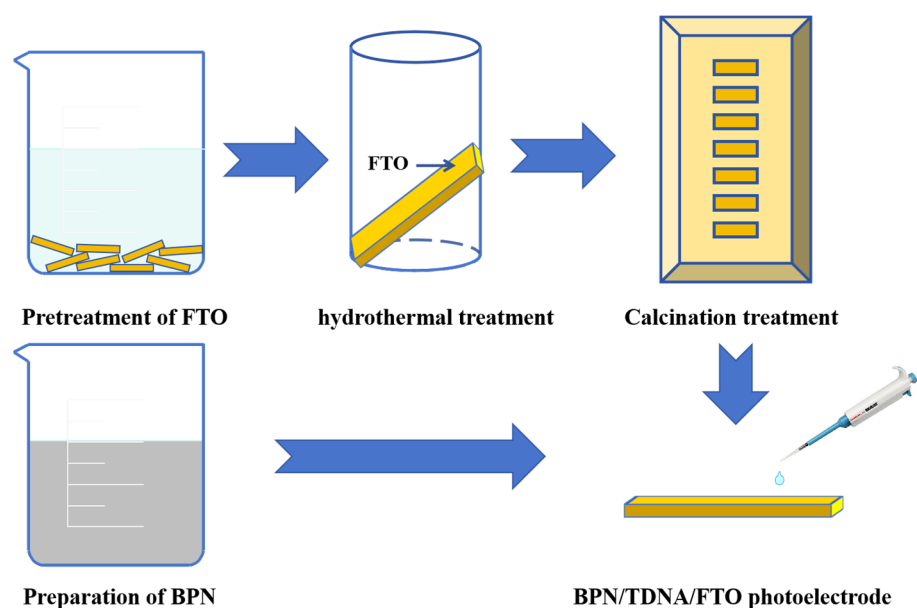 FTO
Pretreatment of FTO
hydrothermal treatment
Calcination treatment
Preparation of BPN
BPN/TDNA/FTO photoelectrode